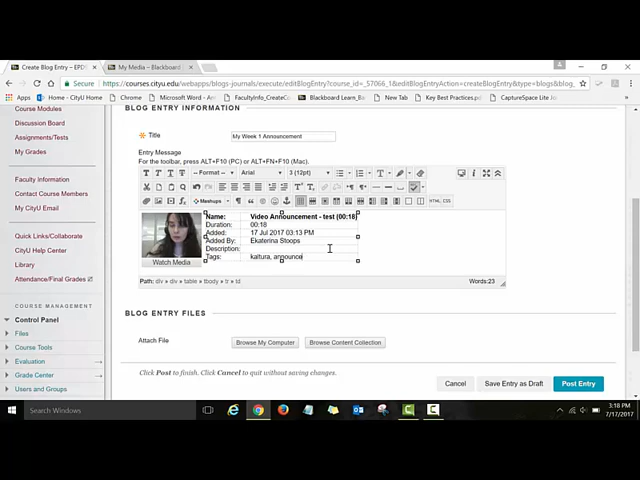 Create Blog Entry – EPD
My Media – Blackboard
Secure
https://courses.cityu.edu/webapps/blogs-journals/execute/editBlogEntry?course_id=_57066_1&editBlogEntryAction=createBlogEntry&type=blogs&blog_
Apps
Home - CityU Home
Chrome
Microsoft Word - Am
FacultyInfo_CreateCo
Blackboard Learn_Ba
New Tab
Key Best Practices.pd
CaptureSpace Lite Jo
Course Modules
Discussion Board
Assignments/Tests
My Grades
Faculty Information
Contact Course Members
My CityU Email
Quick Links/Collaborate
CityU Help Center
Library
Attendance/Final Grades
COURSE MANAGEMENT
Control Panel
Files
Course Tools
Evaluation
Grade Center
Users and Groups
BLOG ENTRY INFORMATION
Title
My Week 1 Announcement
Entry Message
For the toolbar, press ALT+F10 (PC) or ALT+FN+F10 (Mac).
-- Format --
Arial
3 (12pt)
HTML CSS
Name: Video Announcement - test (00:18)
Duration: 00:18
Added: 17 Jul 2017 03:13 PM
Added By: Ekaterina Stoops
Description:
Tags: kaltura, announce
Watch Media
Path: div » div » table » tbody » tr » td
Words:23
BLOG ENTRY FILES
Attach File
Browse My Computer
Browse Content Collection
Click Post to finish. Click Cancel to quit without saving changes.
Cancel
Save Entry as Draft
Post Entry
Search Windows
3:18 PM
7/17/2017